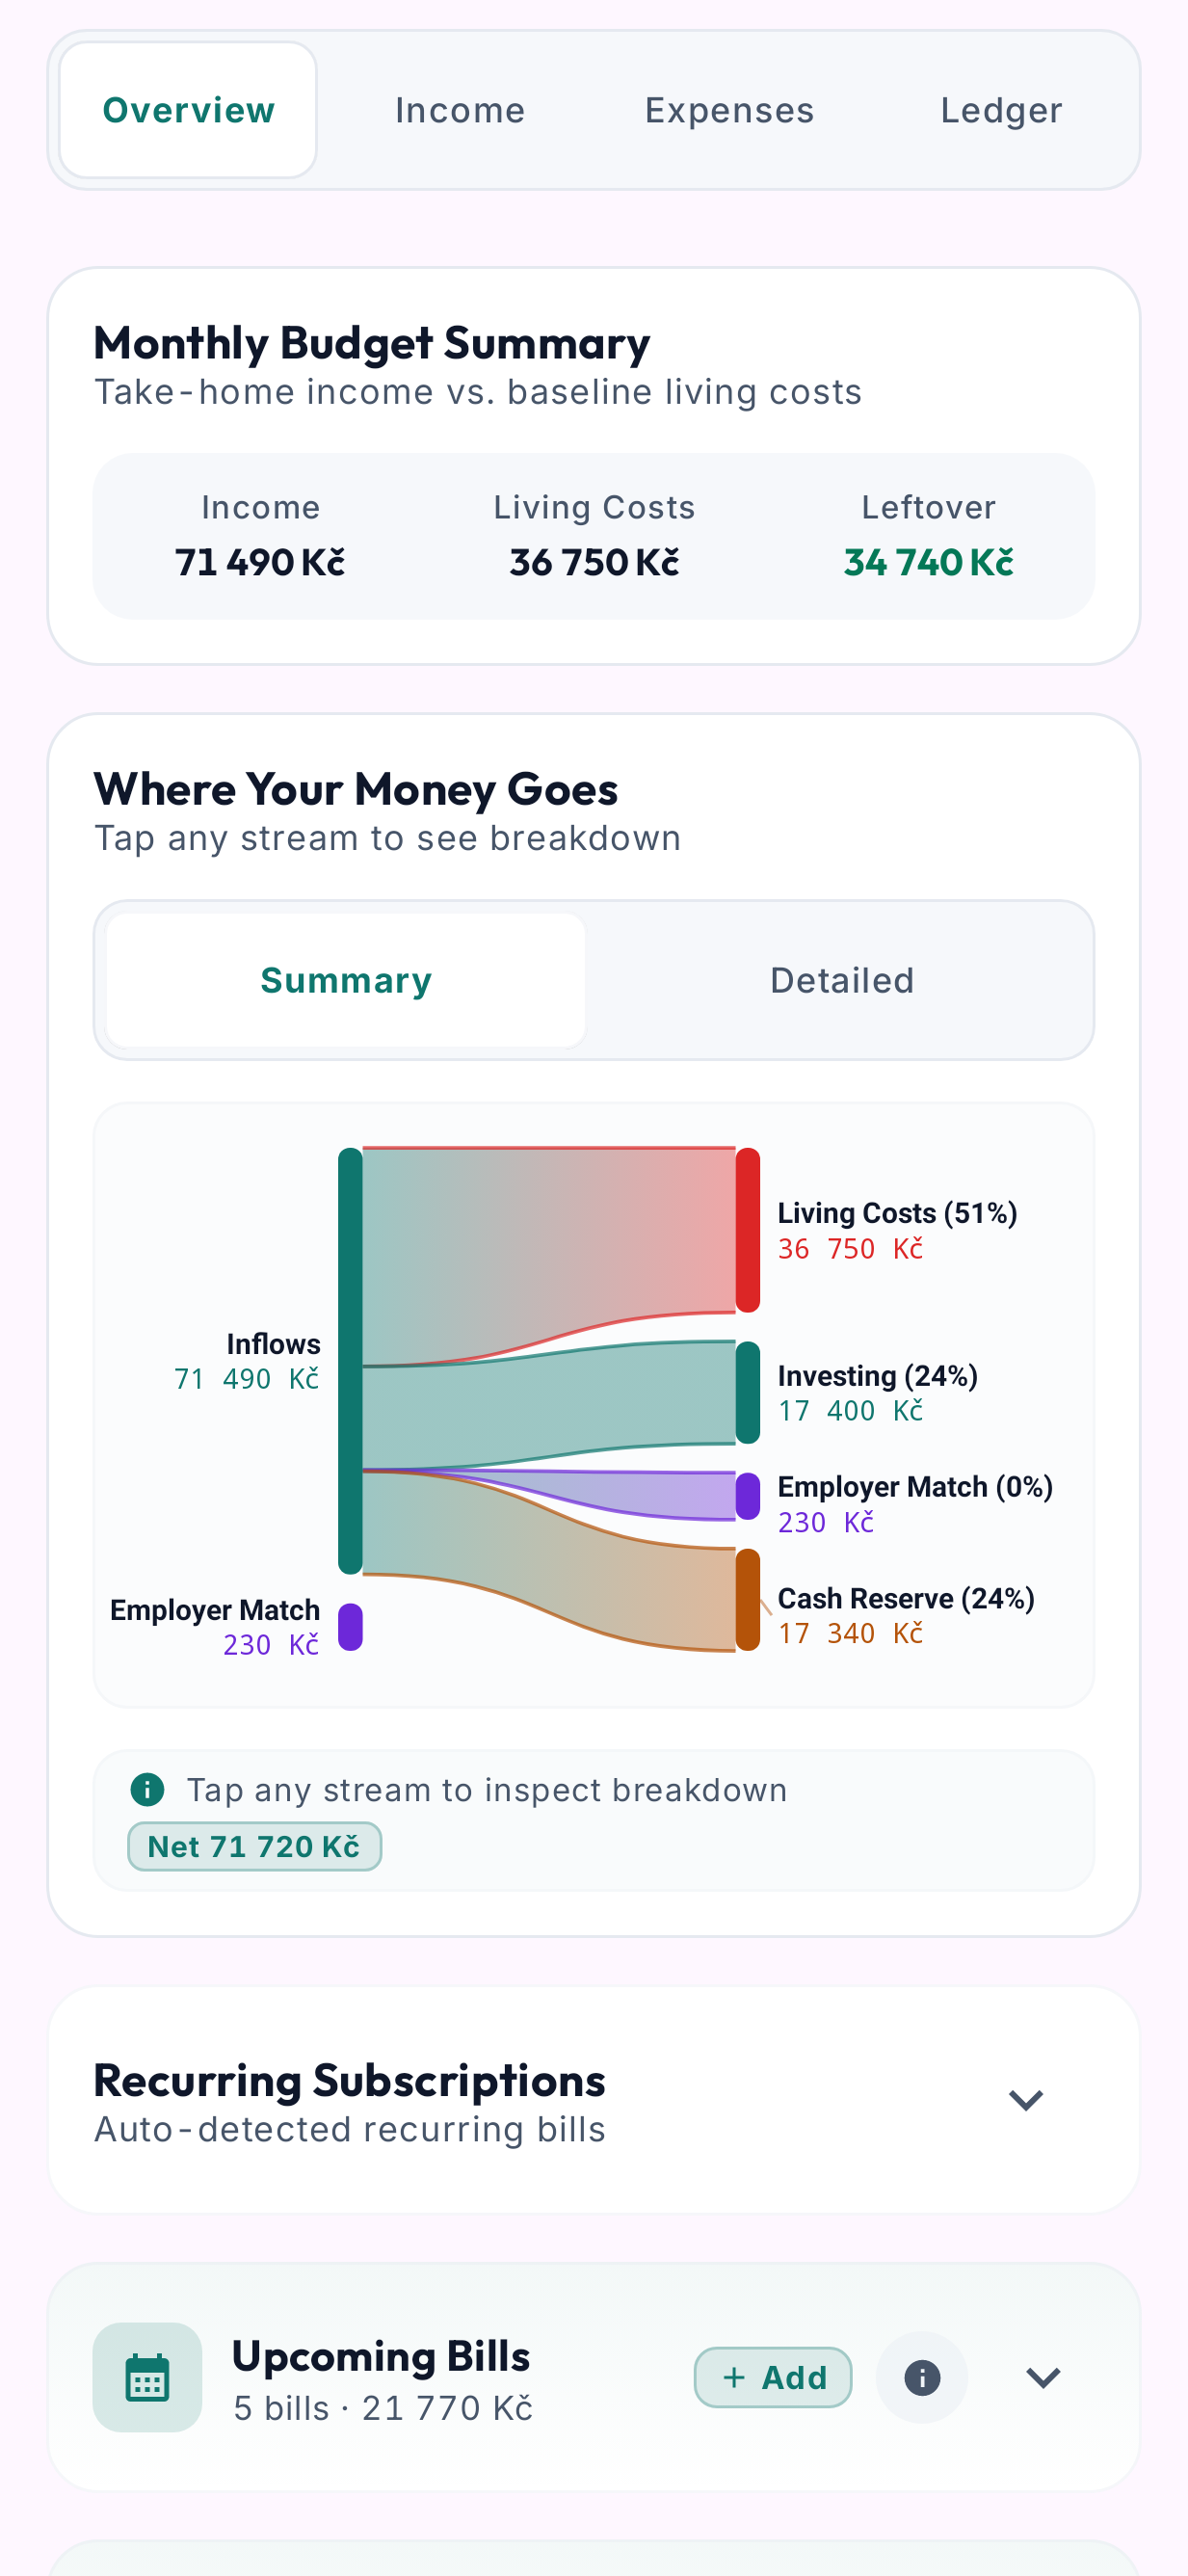 Overview
Income
Expenses
Ledger
Monthly Budget Summary
Take-home income vs. baseline living costs
Income
Living Costs
Leftover
71 490 Kč
36 750 Kč
34 740 Kč
Where Your Money Goes
Tap any stream to see breakdown
Summary
Detailed
Living Costs (51%)
36 750 Kč
Inflows
71 490 Kč
Investing (24%)
17 400 Kč
Employer Match (0%)
230 Kč
Employer Match
230 Kč
Cash Reserve (24%)
17 340 Kč
Tap any stream to inspect breakdown
Net 71 720 Kč
Recurring Subscriptions
Auto-detected recurring bills
Upcoming Bills
5 bills · 21 770 Kč
+ Add